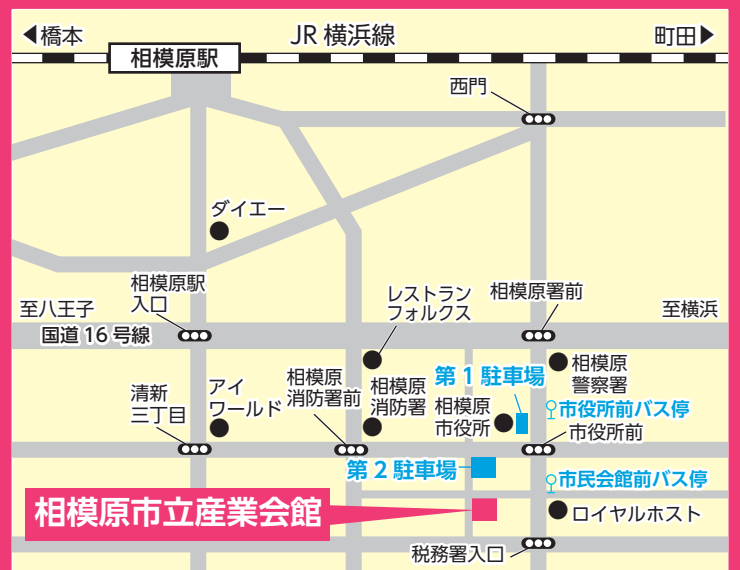 ◀橋本
JR横浜線
町田▶
相模原駅
西門
ダイエー
相模原駅
入口
至八王子
国道16号線
レストラン
フォルクス
相模原署前
至横浜
清新
三丁目
アイ
ワールド
相模原
消防署前
相模原
消防署
第1駐車場
相模原
市役所
相模原
警察署
市役所前バス停
市役所前
第2駐車場
市民会館前バス停
相模原市立産業会館
ロイヤルホスト
税務署入口